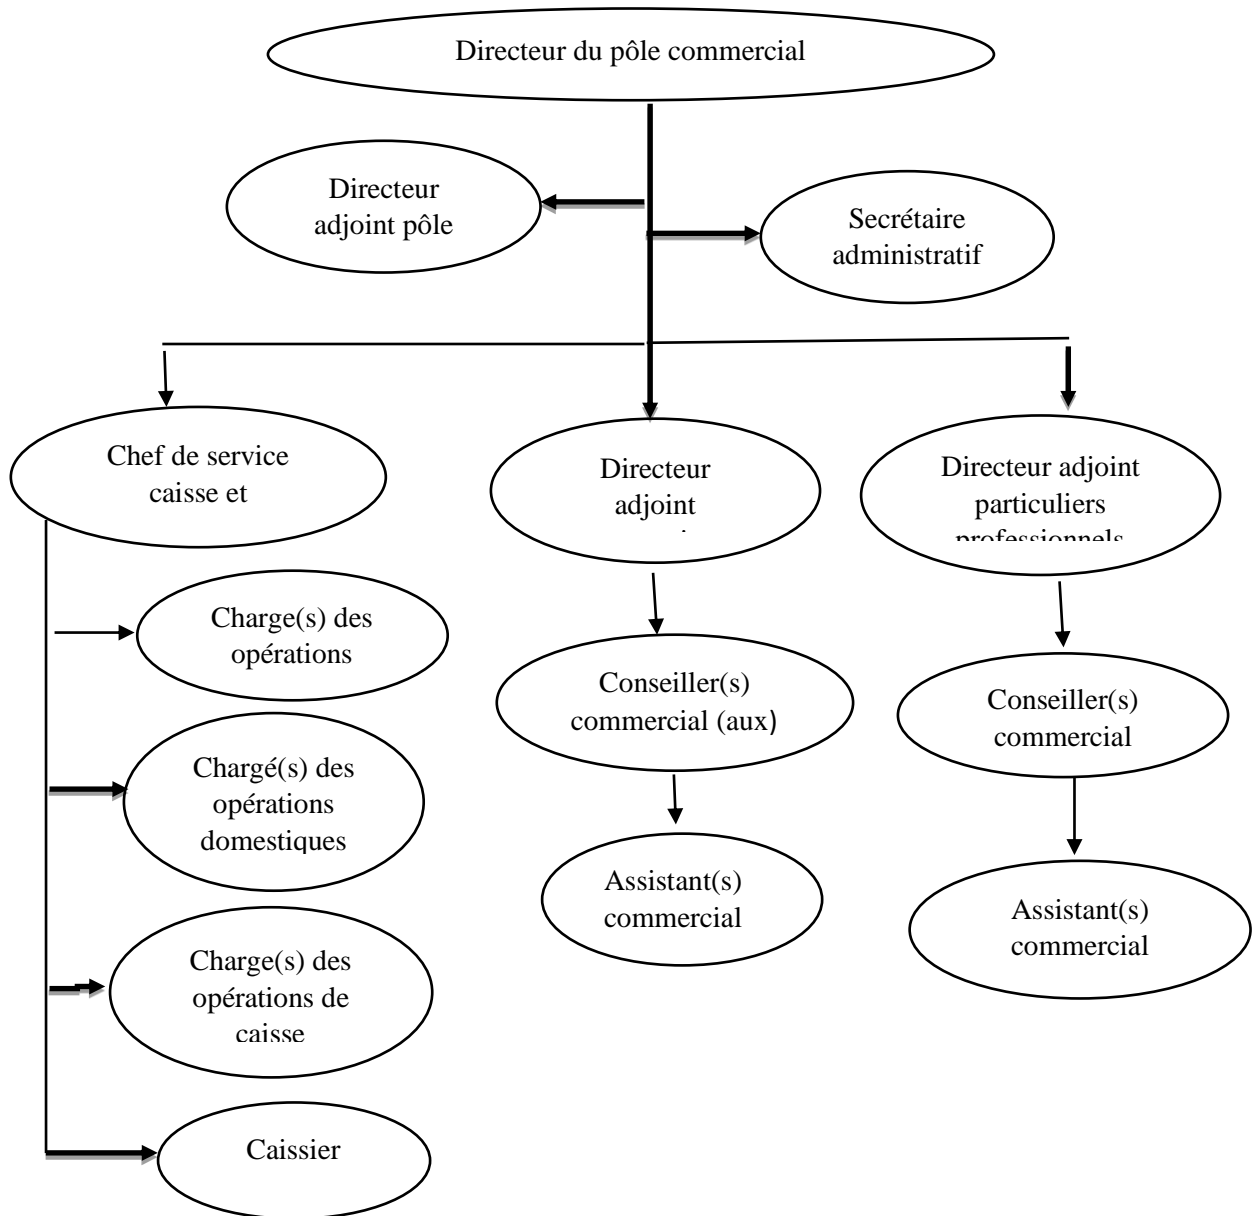 Directeur du pôle commercial
Directeur
adjoint pôle
Secrétaire
administratif
Chef de service
caisse et
Directeur
adjoint
Directeur adjoint
particuliers
professionnels
Charge(s) des
opérations
Conseiller(s)
commercial (aux)
Conseiller(s)
commercial
Chargé(s) des
opérations
domestiques
Assistant(s)
commercial
Assistant(s)
commercial
Charge(s) des
opérations de
caisse
Caissier